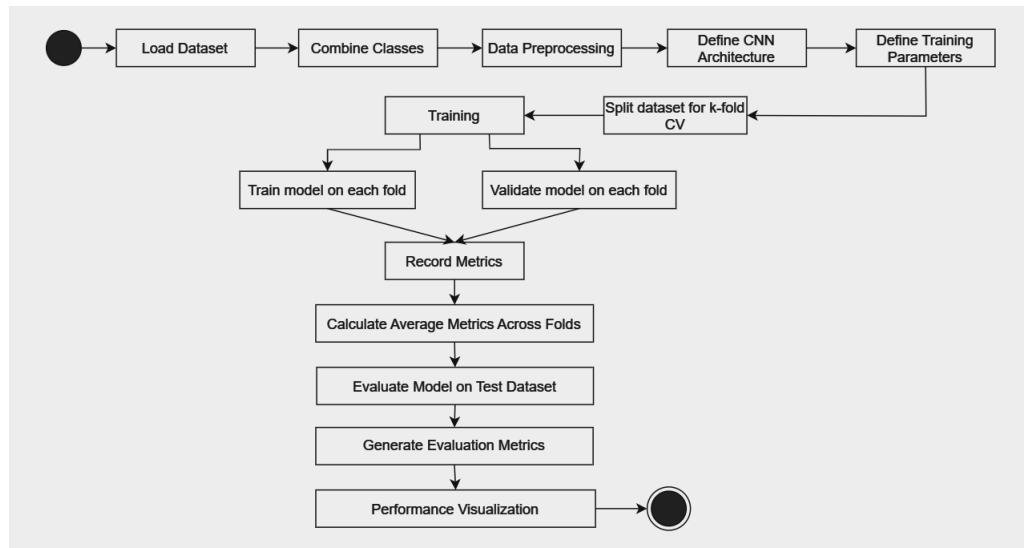 Load Dataset
Combine Classes
Data Preprocessing
Define CNN
Architecture
Define Training
Parameters
Split dataset for k-fold
CV
Training
Train model on each fold
Validate model on each fold
Record Metrics
Calculate Average Metrics Across Folds
Evaluate Model on Test Dataset
Generate Evaluation Metrics
Performance Visualization